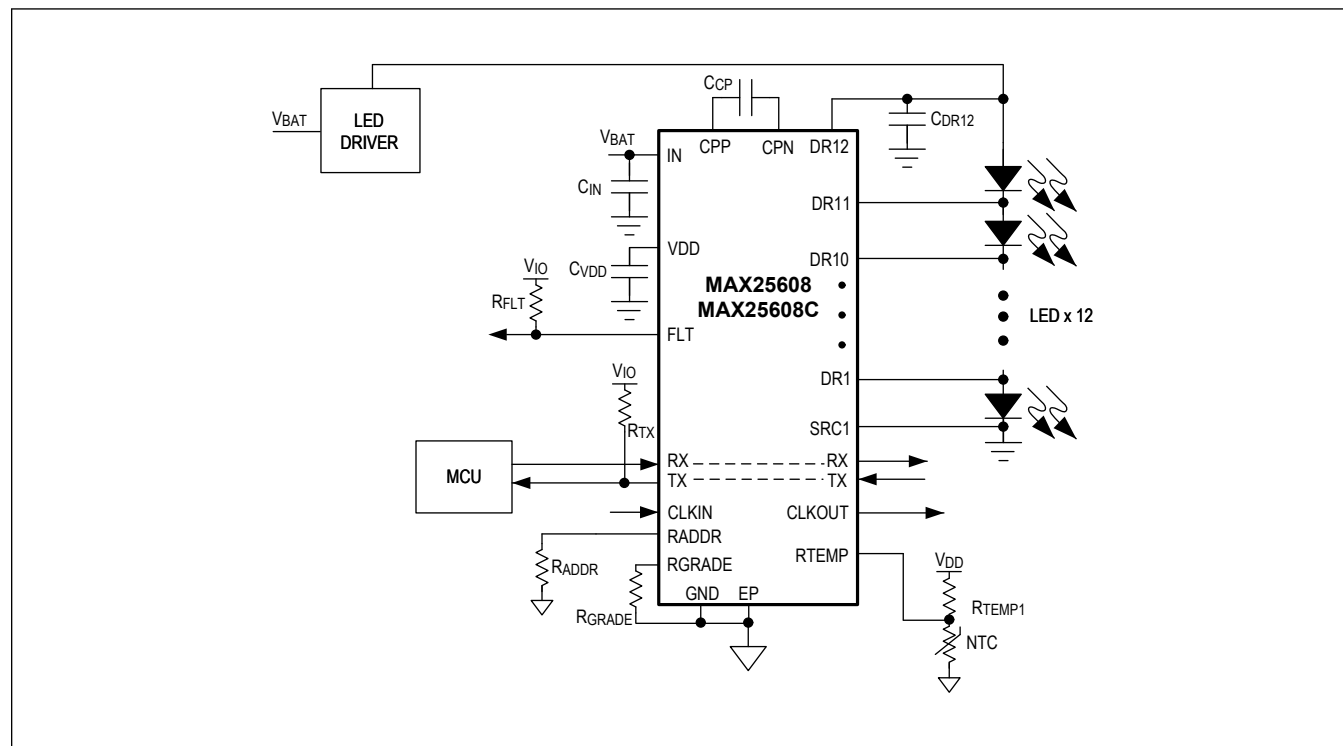 VBAT
LED
DRIVER
CCP
CPP
CPN
DR12
CDR12
VBAT
IN
CIN
DR11
VDD
CVDD
DR10
MAX25608
MAX25608C
VIO
RFLT
FLT
LED x 12
DR1
VIO
RTX
SRC1
MCU
RX
TX
RX
TX
CLKIN
CLKOUT
RADDR
RADDR
RGRADE
RGRADE
RTEMP
GND
EP
VDD
RTEMP1
NTC